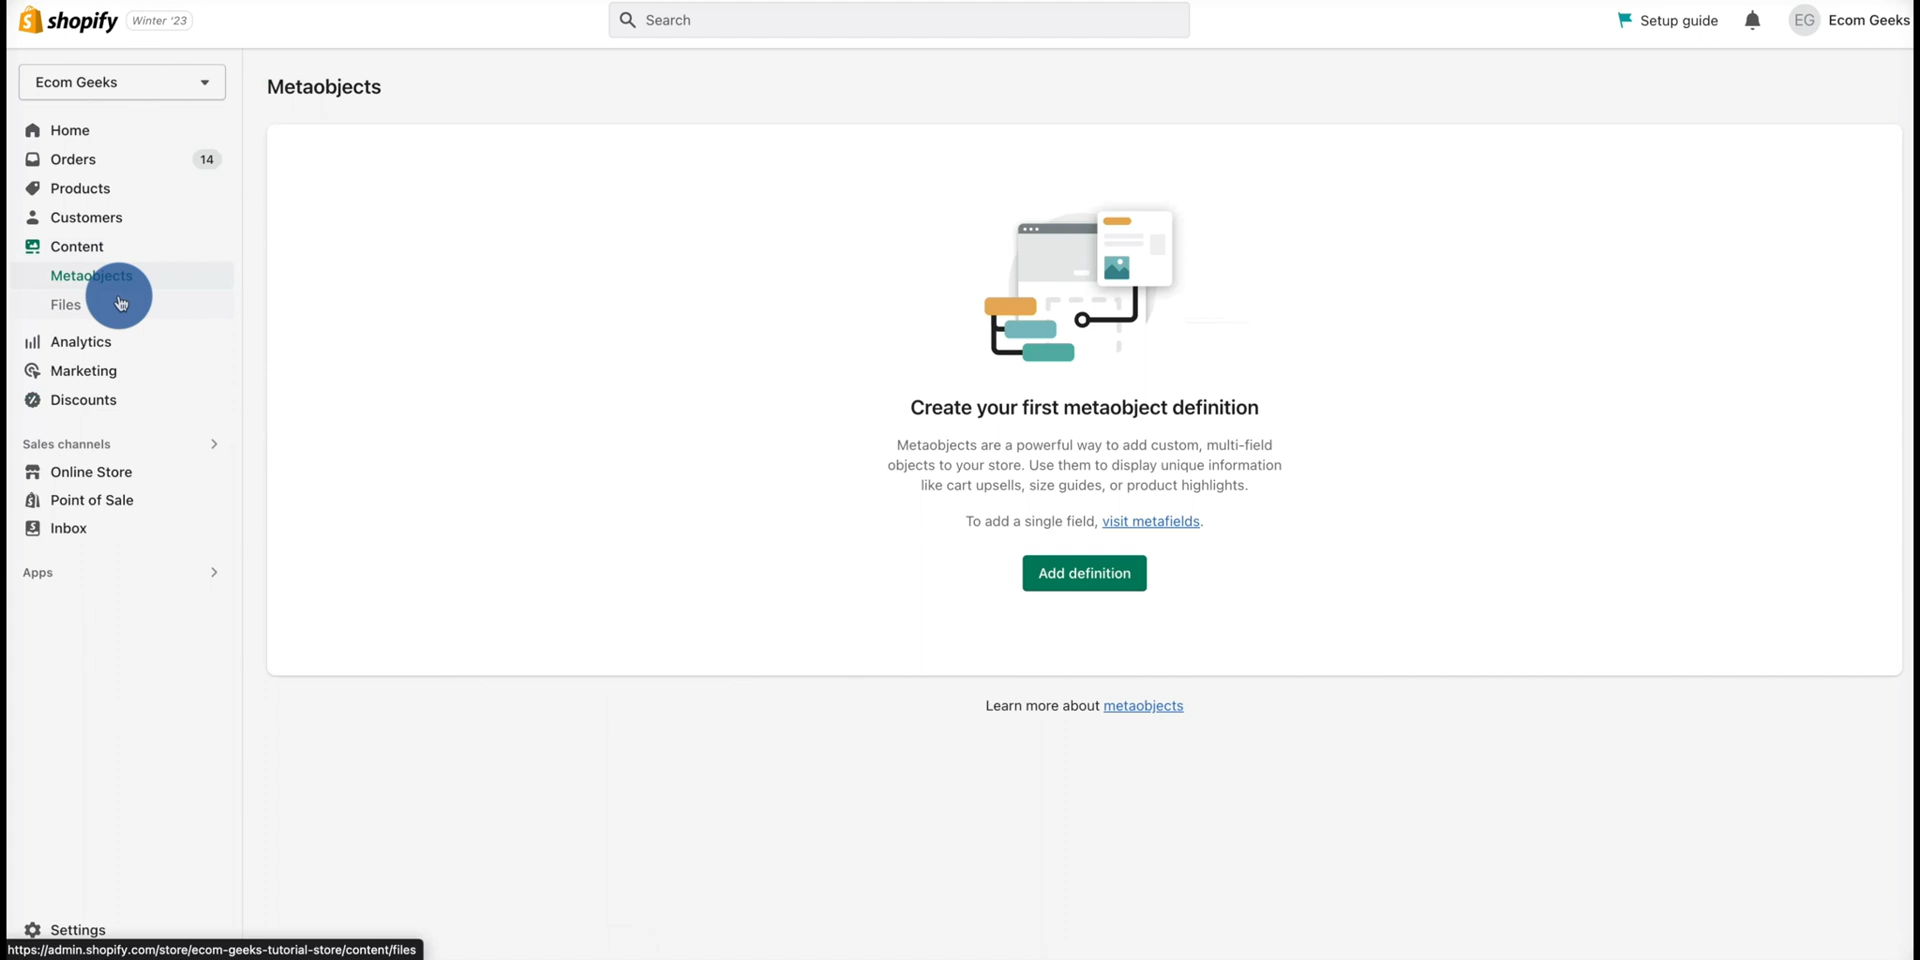 shopify Winter '23
Search
Setup guide
EG Ecom Geeks
Ecom Geeks
Home
Orders 14
Products
Customers
Content
Metaobjects
Files
Analytics
Marketing
Discounts
Sales channels
Online Store
Point of Sale
Inbox
Apps
Settings
https://admin.shopify.com/store/ecom-geeks-tutorial-store/content/files
Metaobjects
Create your first metaobject definition
Metaobjects are a powerful way to add custom, multi-field
objects to your store. Use them to display unique information
like cart upsells, size guides, or product highlights.
To add a single field, visit metafields.
Add definition
Learn more about metaobjects